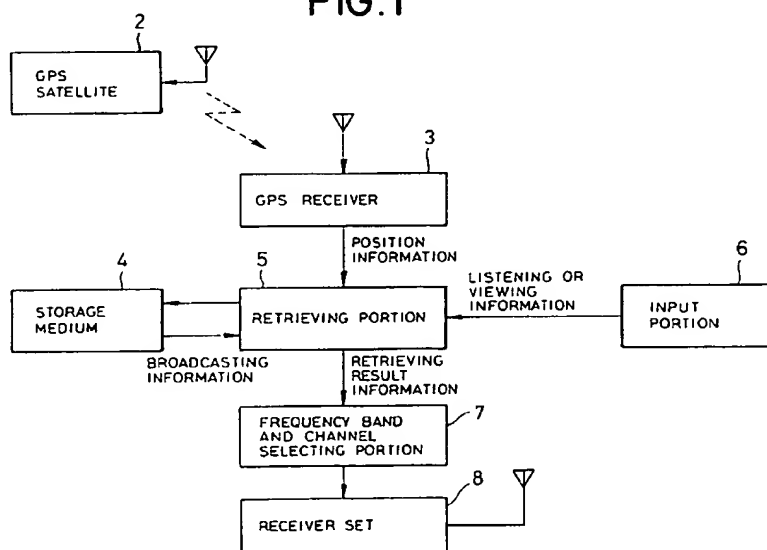 FIG.1
2
GPS
SATELLITE
3
GPS RECEIVER
POSITION
INFORMATION
4
5
6
LISTENING OR
VIEWING
INFORMATION
STORAGE
MEDIUM
RETRIEVING PORTION
INPUT
PORTION
BROADCASTING
INFORMATION
RETRIEVING
RESULT
INFORMATION
7
FREQUENCY BAND
AND CHANNEL
SELECTING PORTION
8
RECEIVER SET